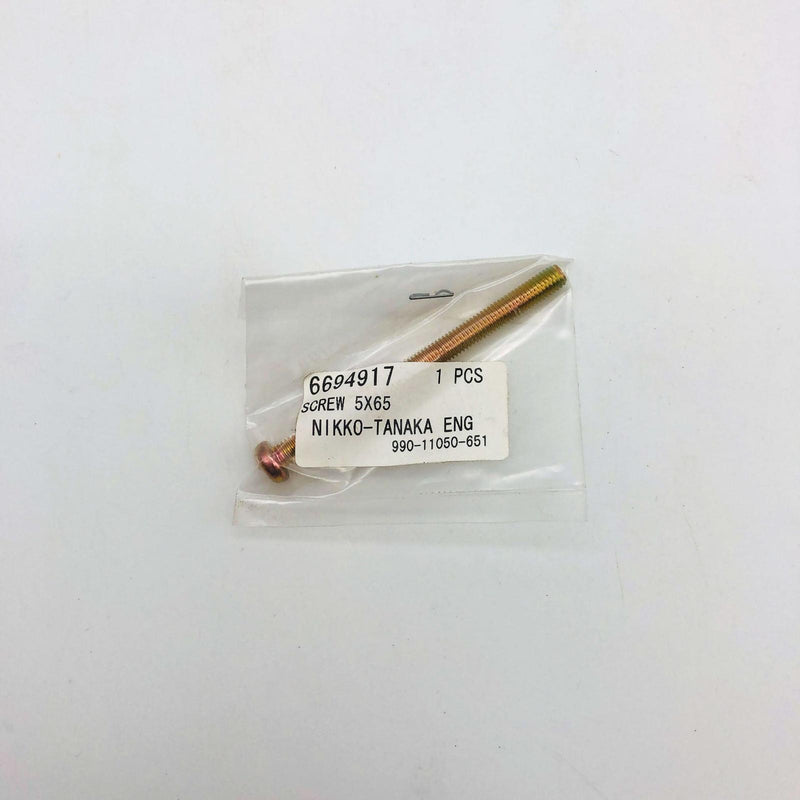 6694917 1 PCS
SCREW 5X65
NIKKO-TANAKA ENG
990-11050-651